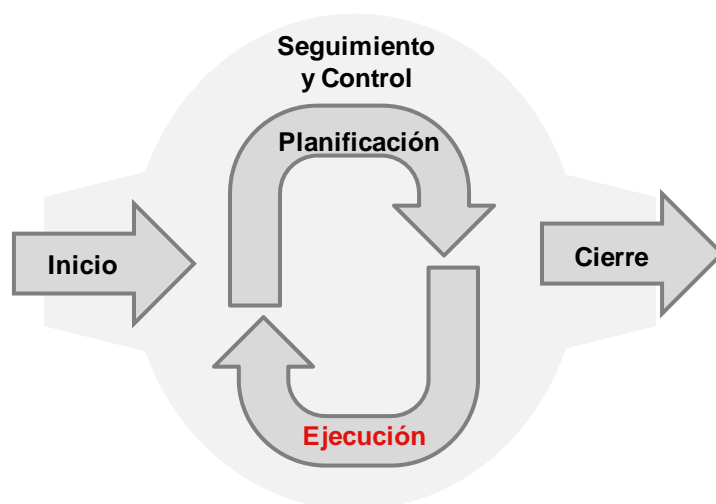 Seguimiento
y Control
Planificación
Inicio
Cierre
Ejecución